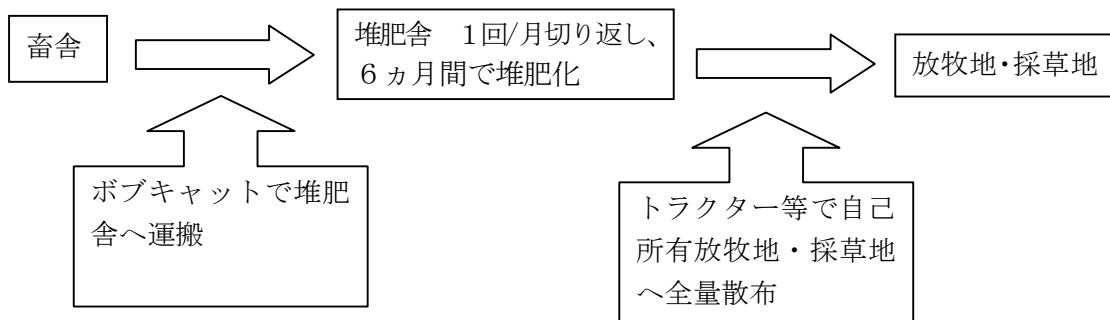 畜舎
堆肥舎　1回/月切り返し、
６ヵ月間で堆肥化
放牧地・採草地
ボブキャットで堆肥
舎へ運搬
トラクター等で自己
所有放牧地・採草地
へ全量散布